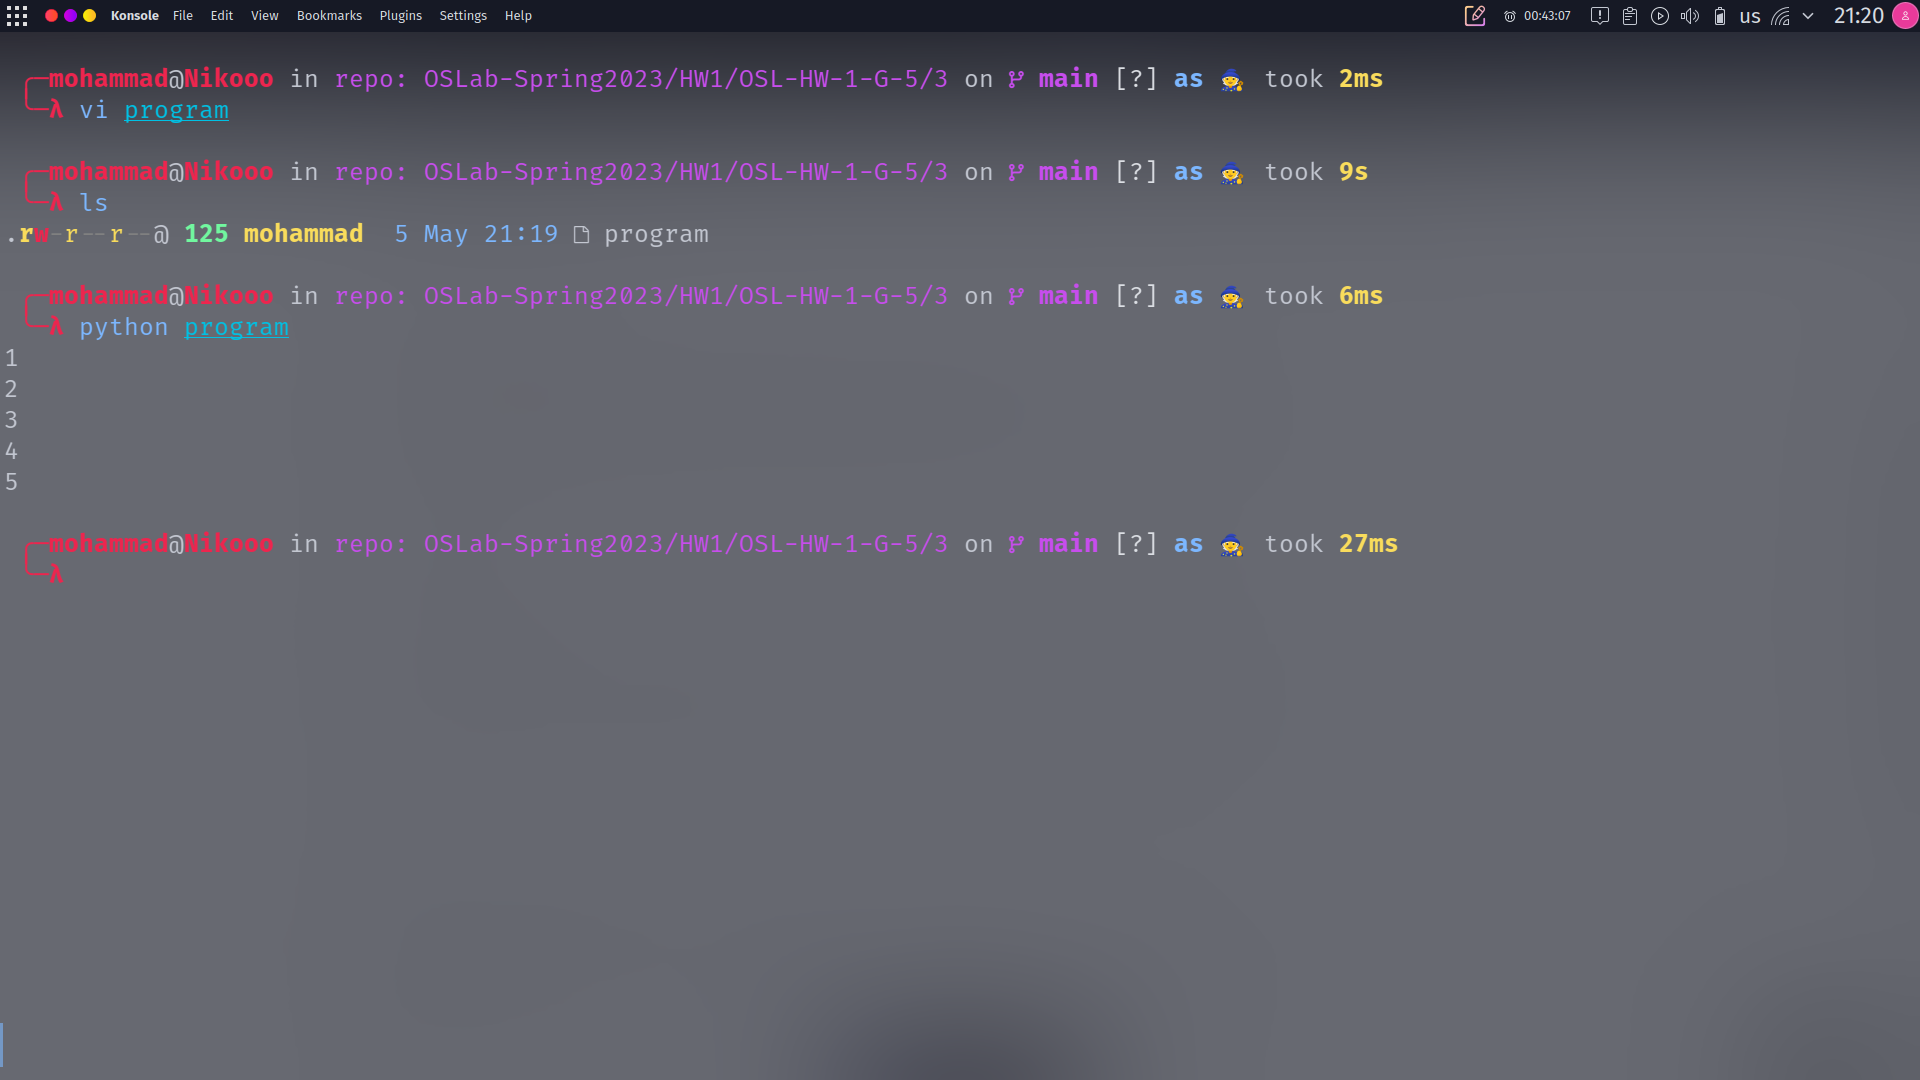 Konsole File Edit View Bookmarks Plugins Settings Help 00:43:07 us 21:20
mohammad@Nikooo in repo: OSLab-Spring2023/HW1/OSL-HW-1-G-5/3 on main [?] as 🧙 took 2ms
λ vi program
mohammad@Nikooo in repo: OSLab-Spring2023/HW1/OSL-HW-1-G-5/3 on main [?] as 🧙 took 9s
λ ls
.rw-r--r--@ 125 mohammad 5 May 21:19 program
mohammad@Nikooo in repo: OSLab-Spring2023/HW1/OSL-HW-1-G-5/3 on main [?] as 🧙 took 6ms
λ python program
1
2
3
4
5
mohammad@Nikooo in repo: OSLab-Spring2023/HW1/OSL-HW-1-G-5/3 on main [?] as 🧙 took 27ms
λ